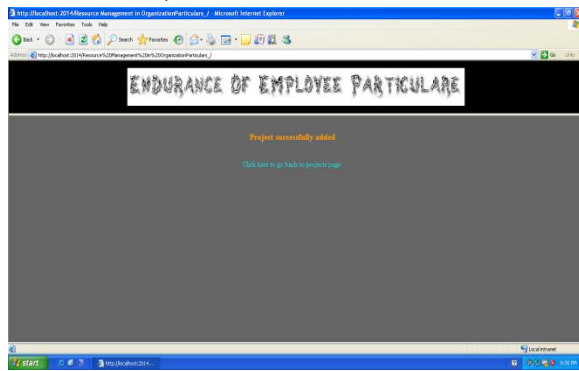 http://localhost:2014/Resource Management in OrganizationParticulars_/ - Microsoft Internet Explorer
File Edit View Favorites Tools Help
Back Search Favorites
Address http://localhost:2014/Resource%20Management%20in%20OrganizationParticulars_/ Go Links
ENDURANCE OF EMPLOYEE PARTICULARE
Project successfully added
Click here to go back to projects page
Local intranet
start http://localhost:2014...